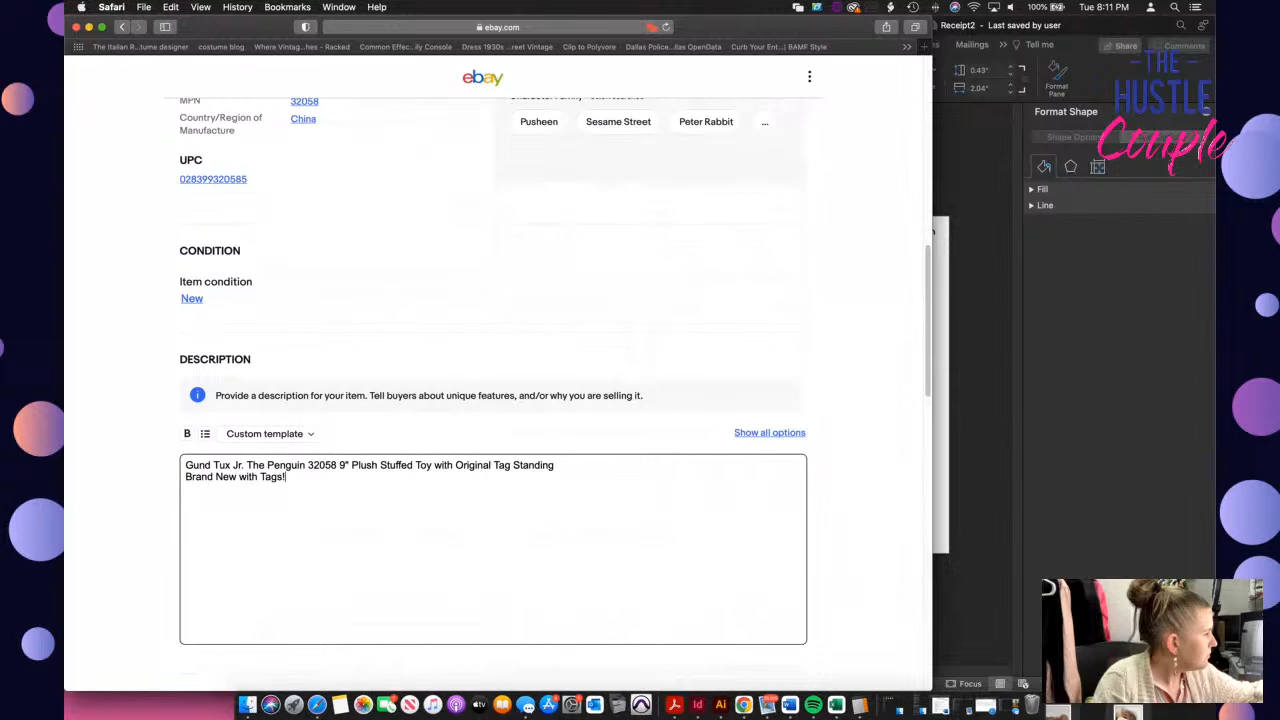 Safari File Edit View History Bookmarks Window Help
Tue 8:11 PM
ebay.com
Receipt2 - Last saved by user
The Italian R...tume designer costume blog Where Vintag...hes - Racked Common Effec...ify Console Dress 1930s ...reet Vintage Clip to Polyvore Dallas Police...llas OpenData Curb Your Ent...| BAMF Style
Mailings Tell me Share Comments
0.43"
2.04"
100%
Format Pane
THE
HUSTLE
Couple
ebay
Format Shape
Shape Options
Fill
Line
MPN 32058
Country/Region of
Manufacture
China
Pusheen Sesame Street Peter Rabbit ...
UPC
028399320585
CONDITION
Item condition
New
DESCRIPTION
Provide a description for your item. Tell buyers about unique features, and/or why you are selling it.
B Custom template Show all options
Gund Tux Jr. The Penguin 32058 9" Plush Stuffed Toy with Original Tag Standing
Brand New with Tags!
Focus